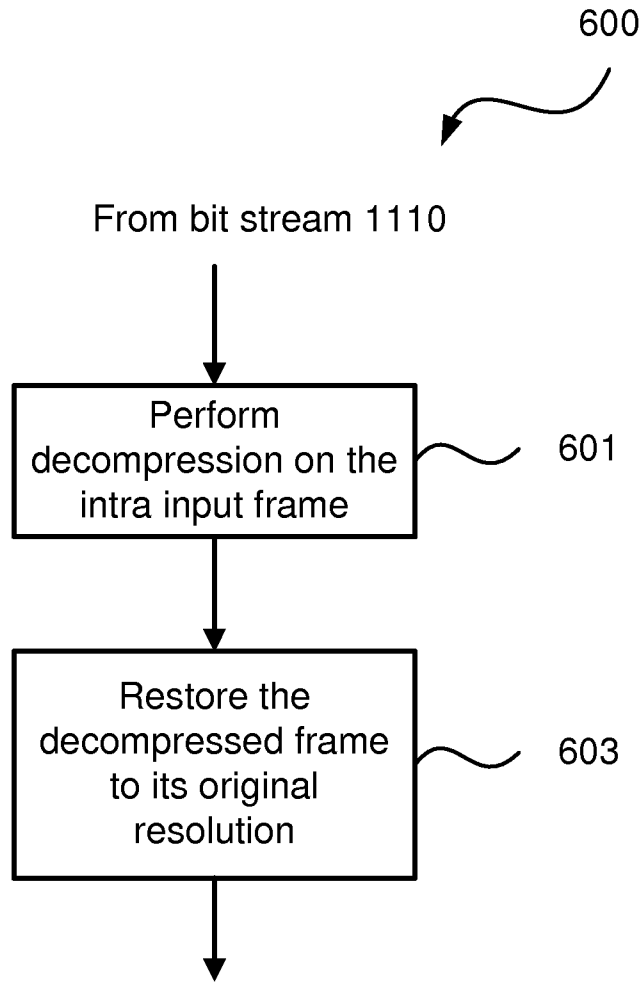 600
From bit stream 1110
Perform
decompression on the
intra input frame
601
Restore the
decompressed frame
to its original
resolution
603